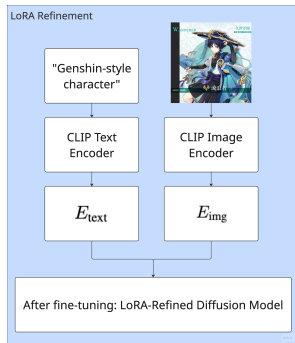 LoRA Refinement
"Genshin-style
character"
CLIP Text
Encoder
CLIP Image
Encoder
E_text
E_img
After fine-tuning: LoRA-Refined Diffusion Model